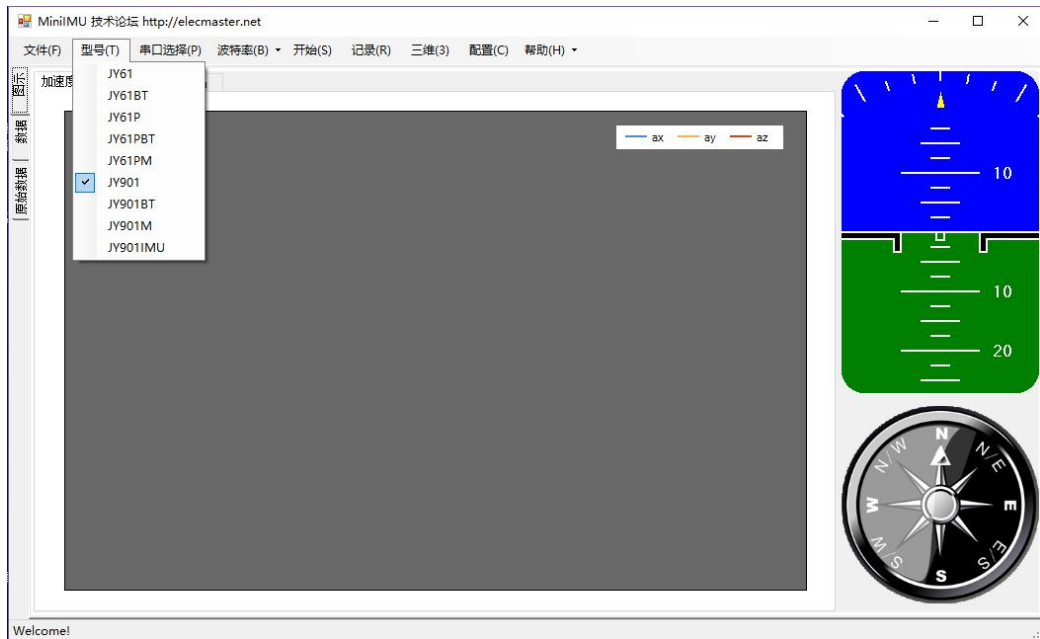 MiniIMU 技术论坛 http://elecmaster.net
文件(F) 型号(T) 串口选择(P) 波特率(B) 开始(S) 记录(R) 三维(3) 配置(C) 帮助(H)
图示
数据
原始数据
加速度
JY61
JY61BT
JY61P
JY61PBT
JY61PM
JY901
JY901BT
JY901M
JY901IMU
ax ay az
10
10
20
N
N/E
E
E/S
S
S/W
W
N/W
Welcome!